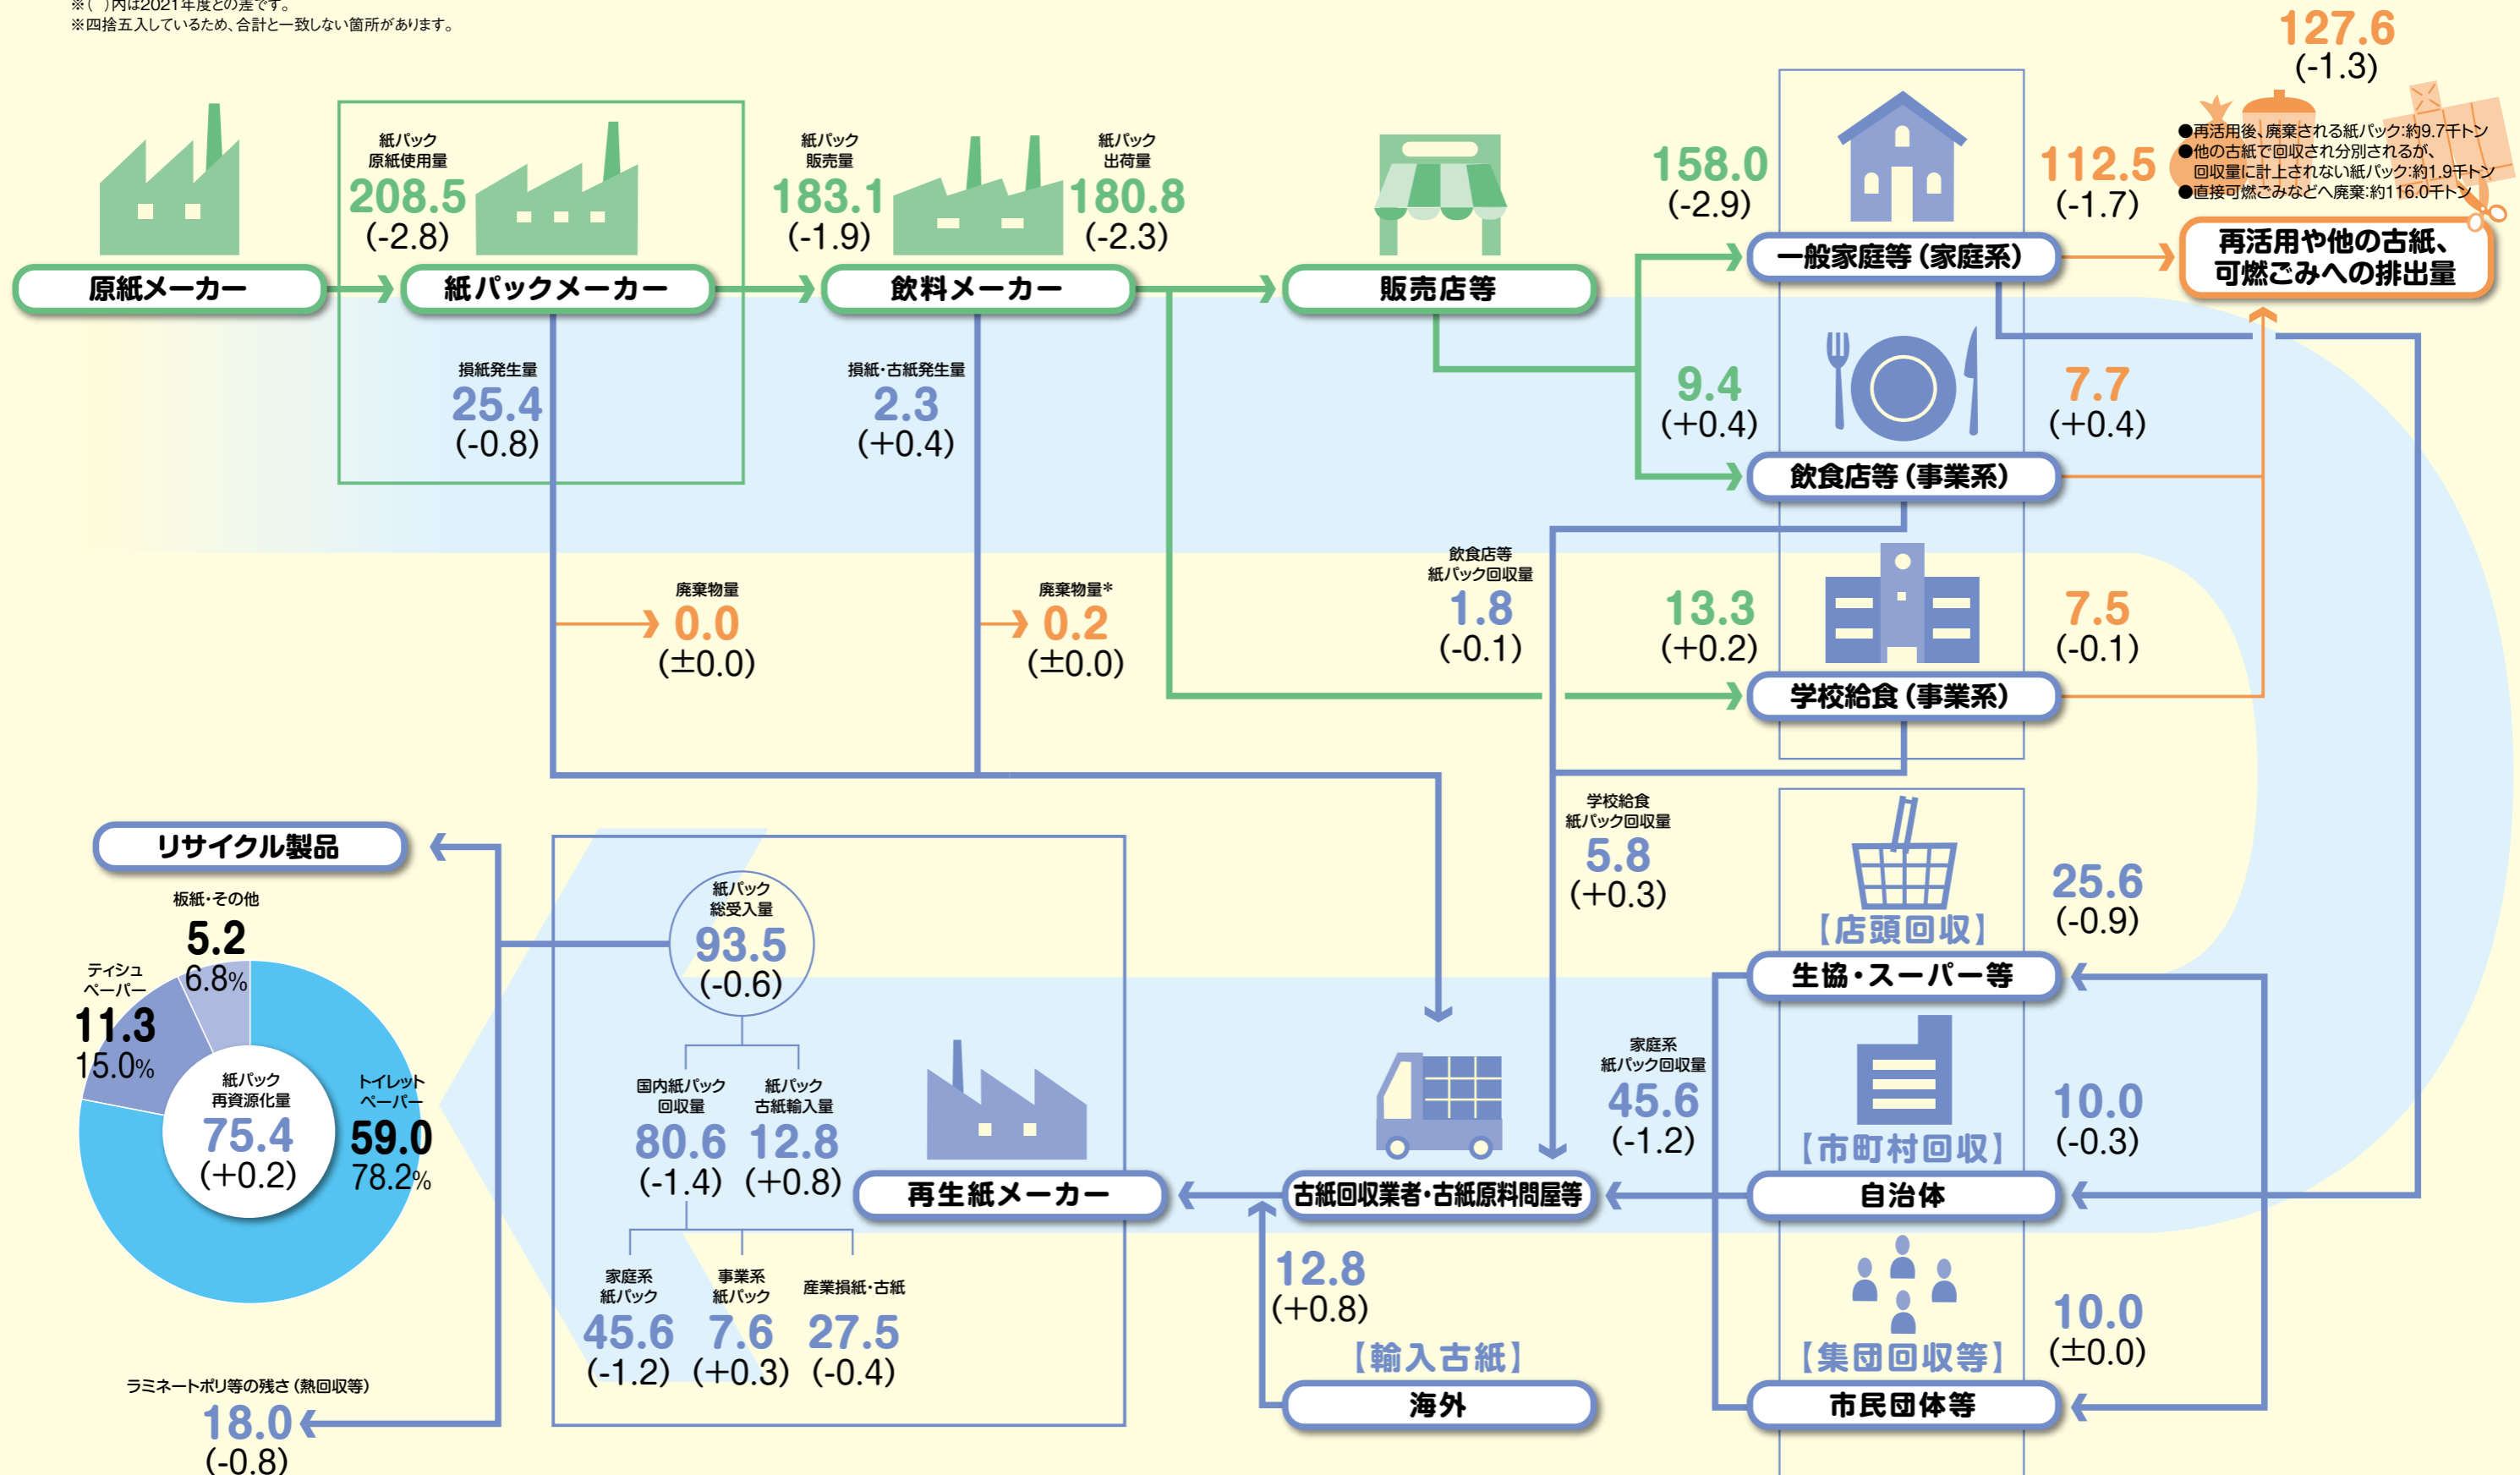 ※(　)内は2021年度との差です。
※四捨五入しているため、合計と一致しない箇所があります。
原紙メーカー
紙パック
原紙使用量
208.5
(-2.8)
紙パックメーカー
紙パック
販売量
183.1
(-1.9)
飲料メーカー
紙パック
出荷量
180.8
(-2.3)
販売店等
158.0
(-2.9)
一般家庭等（家庭系）
112.5
(-1.7)
127.6
(-1.3)
●再活用後、廃棄される紙パック:約9.7千トン
●他の古紙で回収され分別されるが、
回収量に計上されない紙パック:約1.9千トン
●直接可燃ごみなどへ廃棄:約116.0千トン
再活用や他の古紙、
可燃ごみへの排出量
損紙発生量
25.4
(-0.8)
損紙・古紙発生量
2.3
(+0.4)
9.4
(+0.4)
7.7
(+0.4)
飲食店等（事業系）
廃棄物量
0.0
(±0.0)
廃棄物量*
0.2
(±0.0)
飲食店等
紙パック回収量
1.8
(-0.1)
13.3
(+0.2)
7.5
(-0.1)
学校給食（事業系）
学校給食
紙パック回収量
5.8
(+0.3)
25.6
(-0.9)
【店頭回収】
生協・スーパー等
家庭系
紙パック回収量
45.6
(-1.2)
10.0
(-0.3)
【市町村回収】
自治体
10.0
(±0.0)
【集団回収等】
市民団体等
古紙回収業者・古紙原料問屋等
12.8
(+0.8)
【輸入古紙】
海外
再生紙メーカー
紙パック
総受入量
93.5
(-0.6)
国内紙パック
回収量
80.6
(-1.4)
紙パック
古紙輸入量
12.8
(+0.8)
家庭系
紙パック
45.6
(-1.2)
事業系
紙パック
7.6
(+0.3)
産業損紙・古紙
27.5
(-0.4)
リサイクル製品
板紙・その他
5.2
6.8%
ティシュ
ペーパー
11.3
15.0%
紙パック
再資源化量
75.4
(+0.2)
トイレット
ペーパー
59.0
78.2%
ラミネートポリ等の残さ（熱回収等）
18.0
(-0.8)